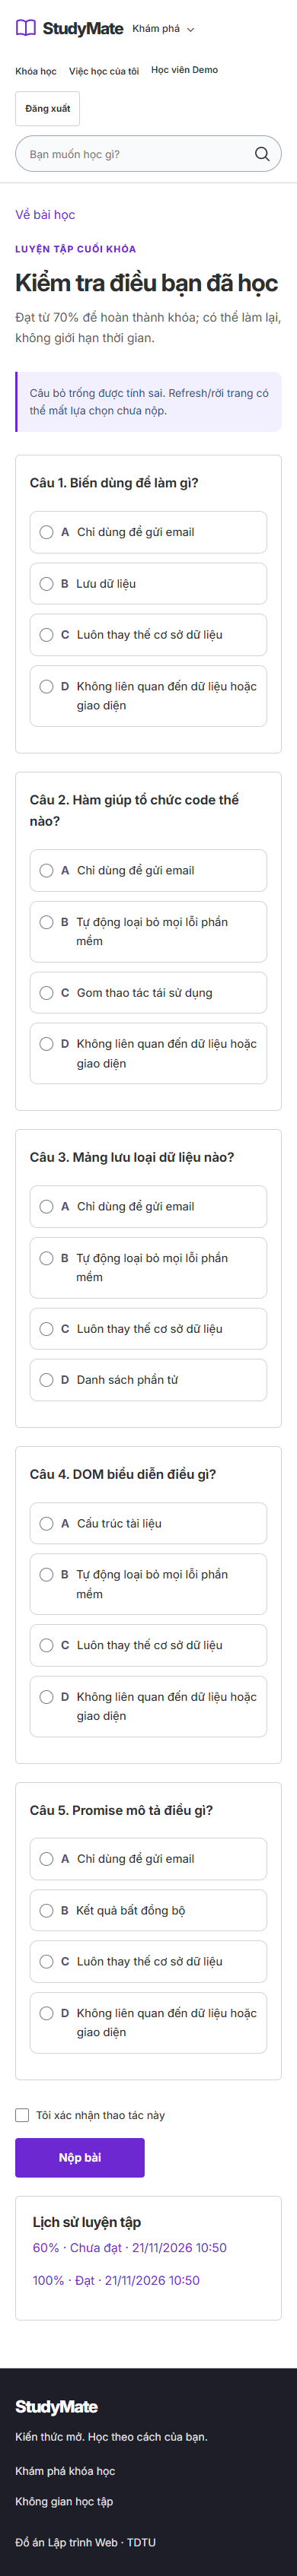 StudyMate Khám phá
Khóa học Việc học của tôi Học viên Demo
Đăng xuất
Bạn muốn học gì?
Về bài học
LUYỆN TẬP CUỐI KHÓA
Kiểm tra điều bạn đã học
Đạt từ 70% để hoàn thành khóa; có thể làm lại,
không giới hạn thời gian.
Câu bỏ trống được tính sai. Refresh/rời trang có
thể mất lựa chọn chưa nộp.
Câu 1. Biến dùng để làm gì?
A Chỉ dùng để gửi email
B Lưu dữ liệu
C Luôn thay thế cơ sở dữ liệu
D Không liên quan đến dữ liệu hoặc
giao diện
Câu 2. Hàm giúp tổ chức code thế
nào?
A Chỉ dùng để gửi email
B Tự động loại bỏ mọi lỗi phần
mềm
C Gom thao tác tái sử dụng
D Không liên quan đến dữ liệu hoặc
giao diện
Câu 3. Mảng lưu loại dữ liệu nào?
A Chỉ dùng để gửi email
B Tự động loại bỏ mọi lỗi phần
mềm
C Luôn thay thế cơ sở dữ liệu
D Danh sách phần tử
Câu 4. DOM biểu diễn điều gì?
A Cấu trúc tài liệu
B Tự động loại bỏ mọi lỗi phần
mềm
C Luôn thay thế cơ sở dữ liệu
D Không liên quan đến dữ liệu hoặc
giao diện
Câu 5. Promise mô tả điều gì?
A Chỉ dùng để gửi email
B Kết quả bất đồng bộ
C Luôn thay thế cơ sở dữ liệu
D Không liên quan đến dữ liệu hoặc
giao diện
Tôi xác nhận thao tác này
Nộp bài
Lịch sử luyện tập
60% · Chưa đạt · 21/11/2026 10:50
100% · Đạt · 21/11/2026 10:50
StudyMate
Kiến thức mở. Học theo cách của bạn.
Khám phá khóa học
Không gian học tập
Đồ án Lập trình Web · TDTU